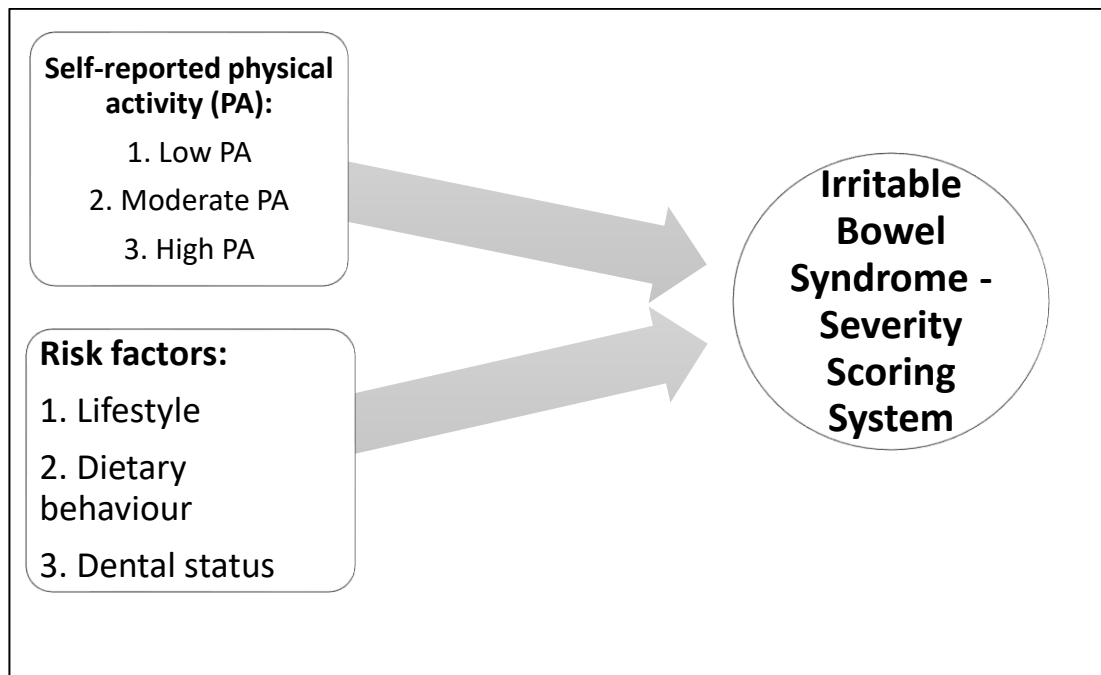 Self-reported physical
activity (PA):
1. Low PA
2. Moderate PA
3. High PA
Risk factors:
1. Lifestyle
2. Dietary
behaviour
3. Dental status
Irritable
Bowel
Syndrome -
Severity
Scoring
System